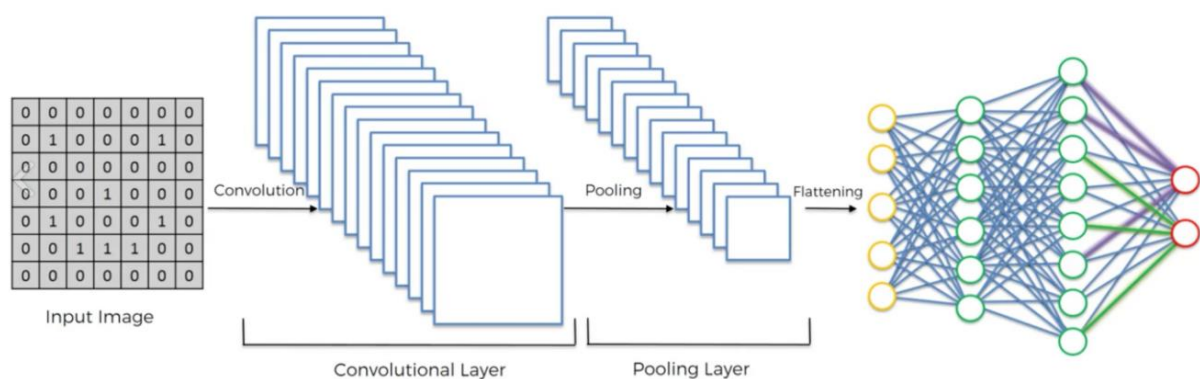 0 0 0 0 0 0 0
0 1 0 0 0 1 0
0 0 0 0 0 0 0
0 0 0 1 0 0 0
0 1 0 0 0 1 0
0 0 1 1 1 0 0
0 0 0 0 0 0 0
Input Image
Convolution
Convolutional Layer
Pooling
Pooling Layer
Flattening